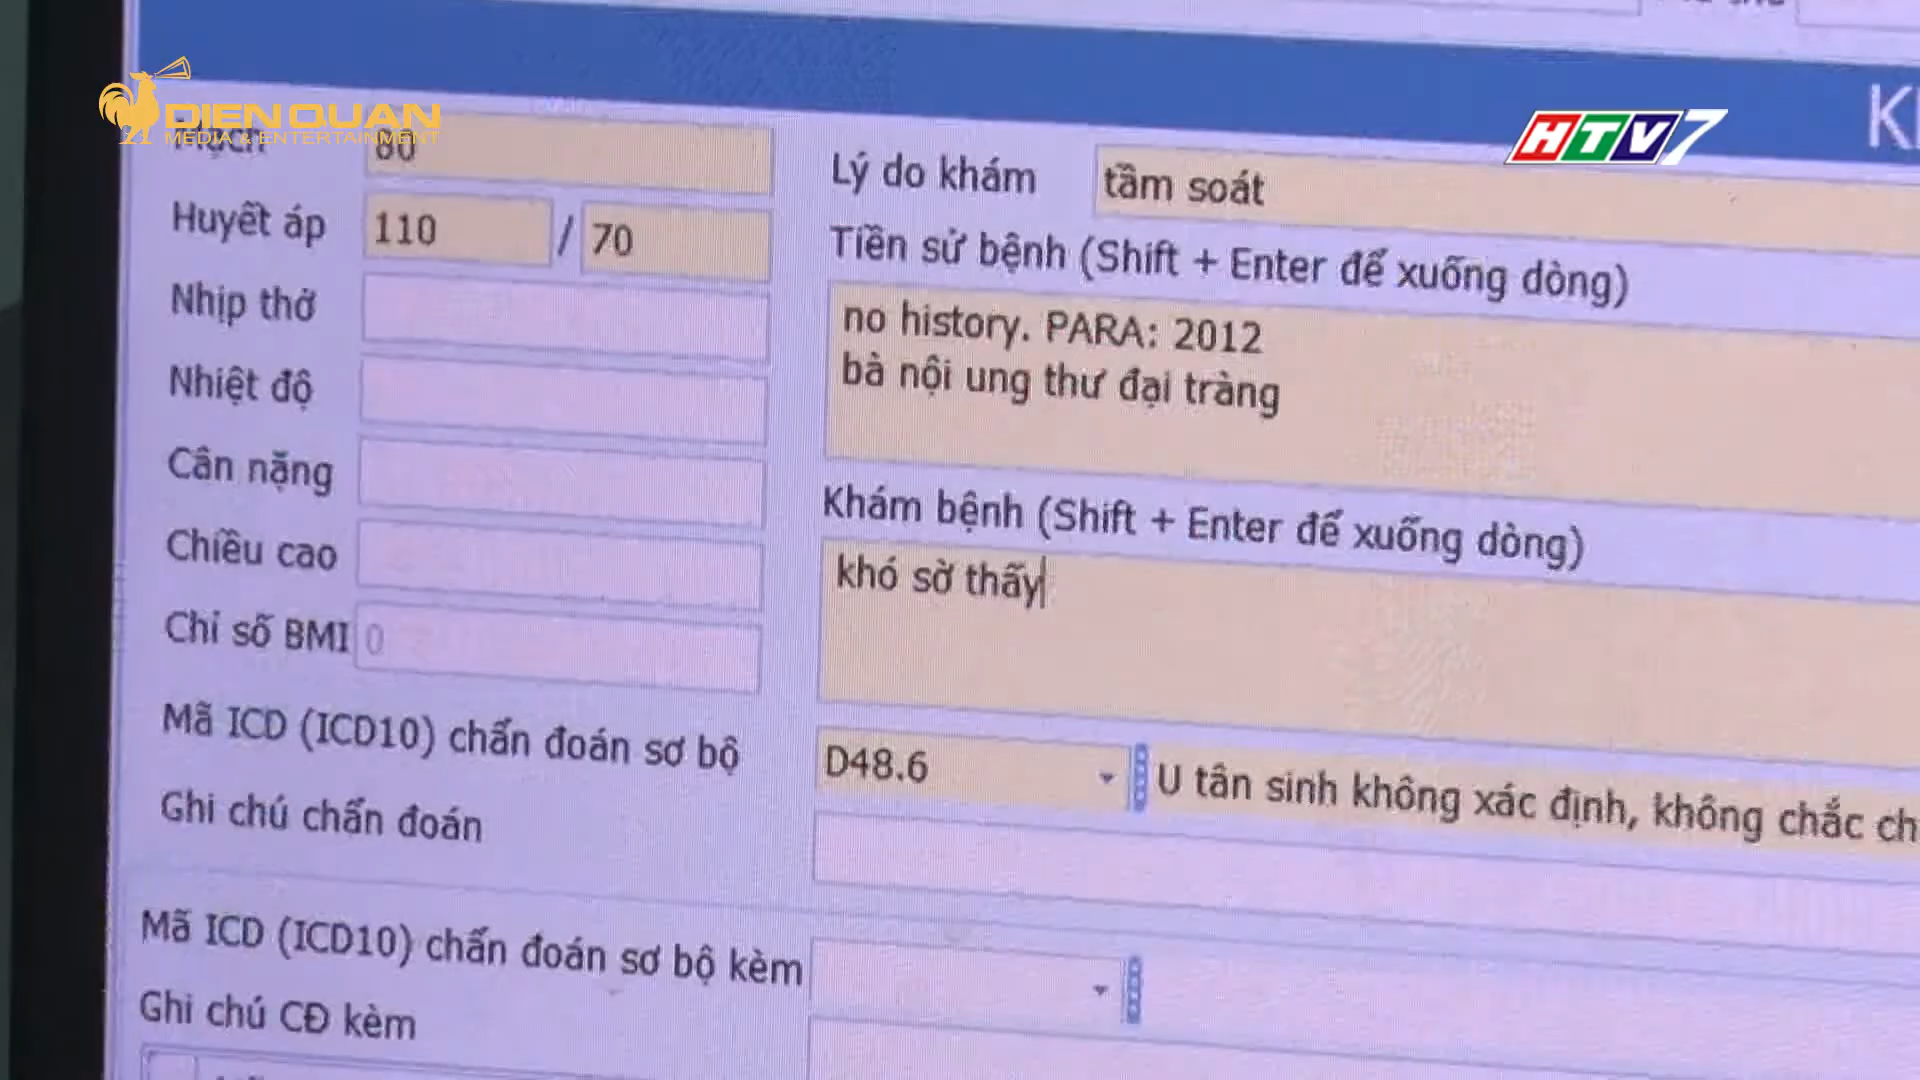 DIEN QUAN
MEDIA & ENTERTAINMENT
HTV7
Mạch 80
Huyết áp 110 / 70
Nhịp thở
Nhiệt độ
Cân nặng
Chiều cao
Chỉ số BMI 0
Lý do khám tầm soát
Tiền sử bệnh (Shift + Enter để xuống dòng)
no history. PARA: 2012
bà nội ung thư đại tràng
Khám bệnh (Shift + Enter để xuống dòng)
khó sờ thấy
Mã ICD (ICD10) chẩn đoán sơ bộ D48.6 U tân sinh không xác định, không chắc ch
Ghi chú chẩn đoán
Mã ICD (ICD10) chẩn đoán sơ bộ kèm
Ghi chú CĐ kèm